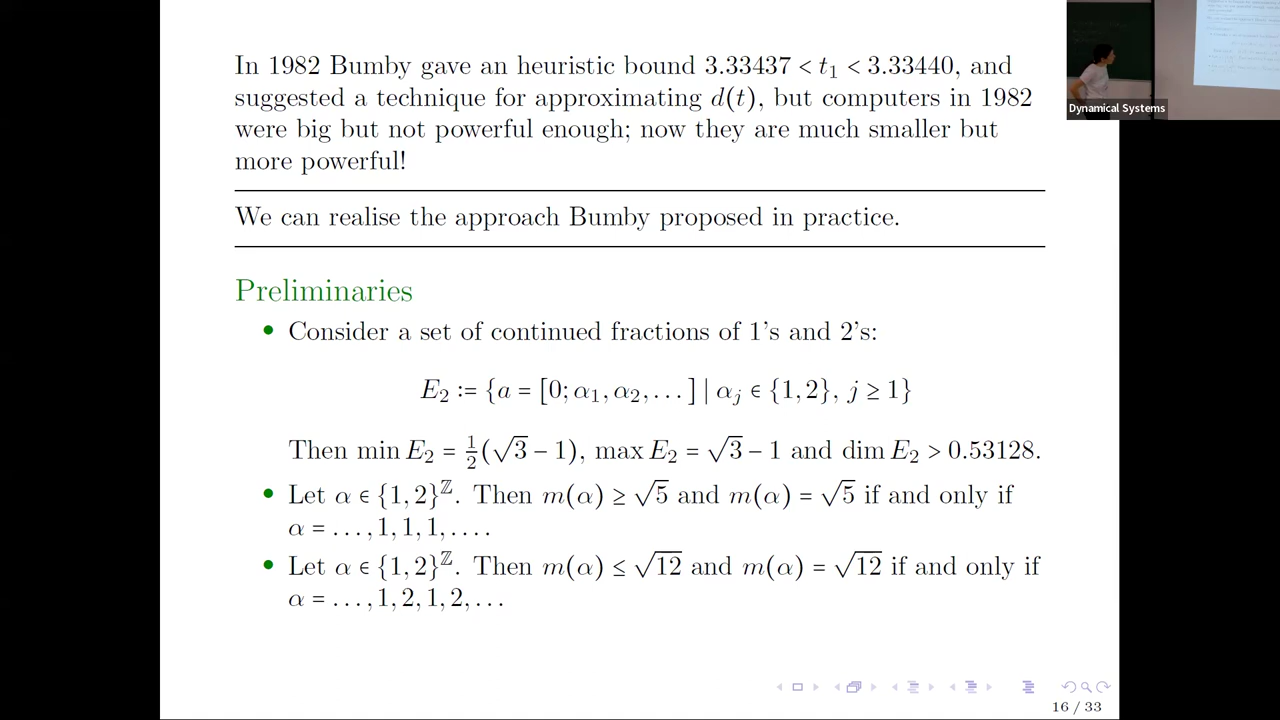 In 1982 Bumby gave an heuristic bound 3.33437 < t₁ < 3.33440, and
suggested a technique for approximating d(t), but computers in 1982
were big but not powerful enough; now they are much smaller but
more powerful!
We can realise the approach Bumby proposed in practice.
Preliminaries
• Consider a set of continued fractions of 1's and 2's:
E₂ := {a = [0; α₁, α₂, . . . ] | αⱼ ∈ {1, 2}, j ≥ 1}
Then min E₂ = ½(√3 − 1), max E₂ = √3 − 1 and dim E₂ > 0.53128.
• Let α ∈ {1, 2}^ℤ. Then m(α) ≥ √5 and m(α) = √5 if and only if
α = . . . , 1, 1, 1, . . . .
• Let α ∈ {1, 2}^ℤ. Then m(α) ≤ √12 and m(α) = √12 if and only if
α = . . . , 1, 2, 1, 2, . . .
16 / 33
Dynamical Systems